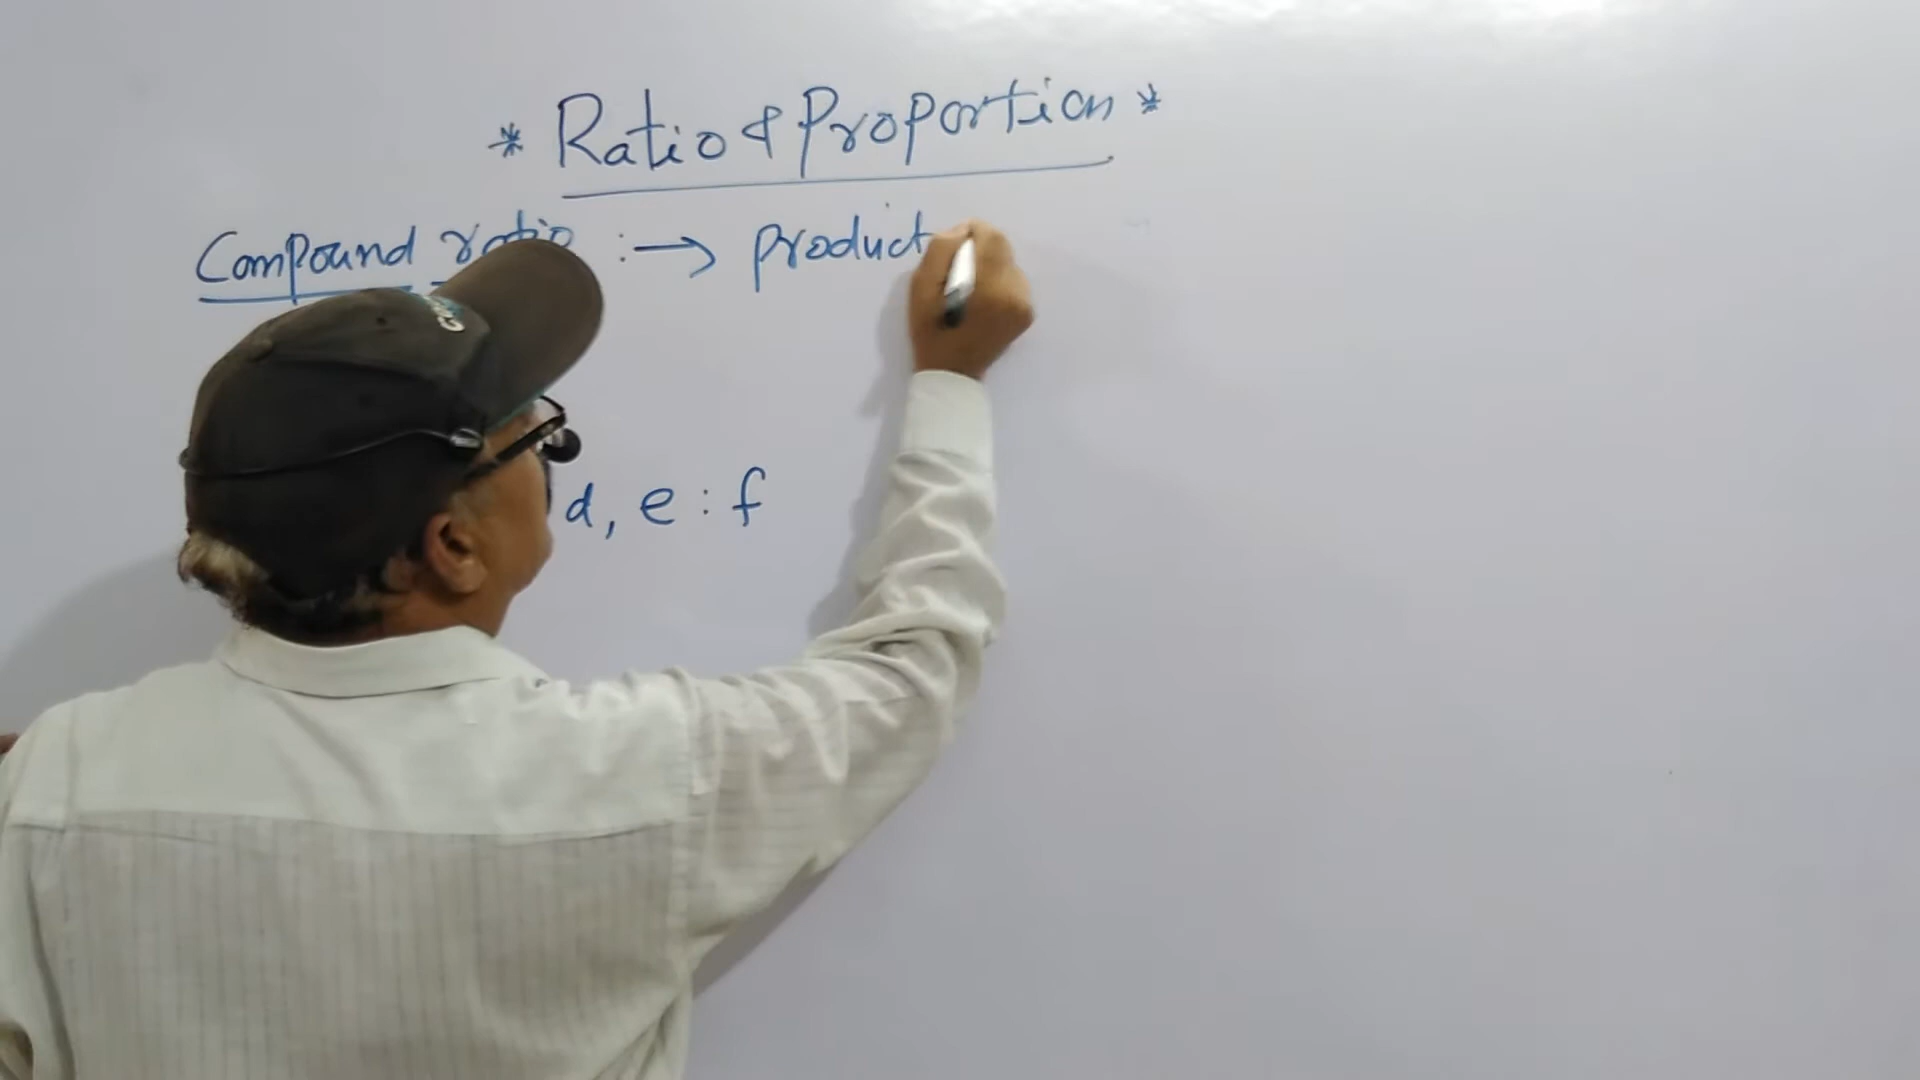 * Ratio & Proportion *
Compound ratio :→ product
d, e : f